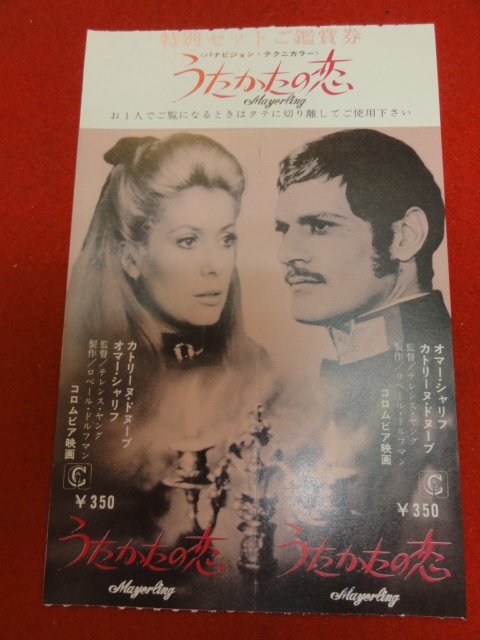 特別セットご鑑賞券
〈パナビジョン・テクニカラー〉
うたかたの恋
Mayerling
お1人でご覧になるときはタテに切り離してご使用下さい
カトリーヌ・ドヌーブ
オマー・シャリフ
監督/テレンス・ヤング
製作/ロベール・ドルフマン
コロムビア映画
C
¥350
うたかたの恋
Mayerling
オマー・シャリフ
カトリーヌ・ドヌーブ
監督/テレンス・ヤング
製作/ロベール・ドルフマン
コロムビア映画
C
¥350
うたかたの恋
Mayerling